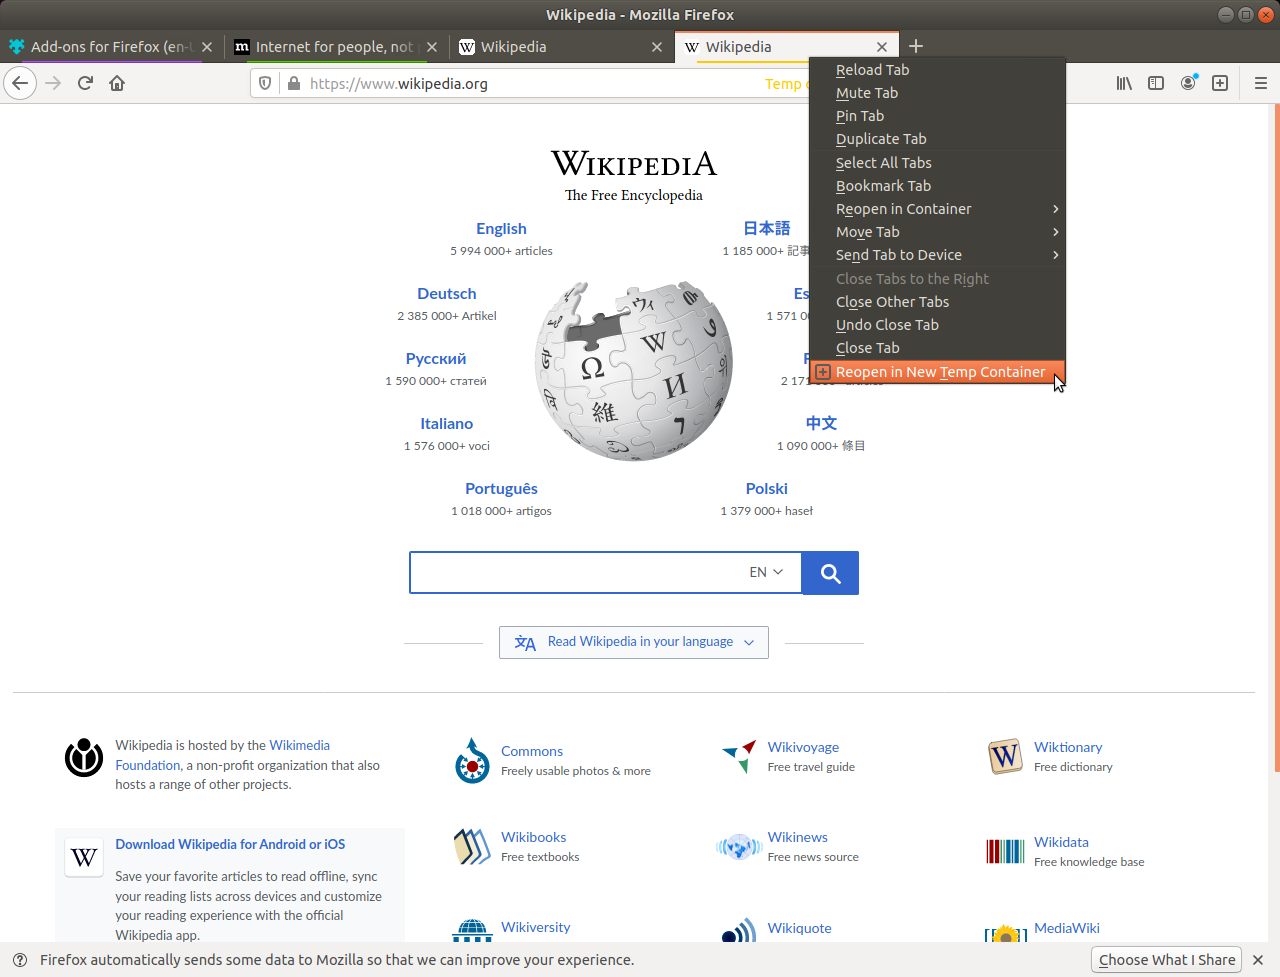 Wikipedia - Mozilla Firefox
Add-ons for Firefox (en-U
Internet for people, not
Wikipedia
Wikipedia
https://www.wikipedia.org
Temp
Reload Tab
Mute Tab
Pin Tab
Duplicate Tab
Select All Tabs
Bookmark Tab
Reopen in Container
Move Tab
Send Tab to Device
Close Tabs to the Right
Close Other Tabs
Undo Close Tab
Close Tab
Reopen in New Temp Container
WIKIPEDIA
The Free Encyclopedia
English
5 994 000+ articles
日本語
1 185 000+ 記事
Deutsch
2 385 000+ Artikel
Es
1 571 00
Русский
1 590 000+ статей
2 171
Italiano
1 576 000+ voci
中文
1 090 000+ 條目
Português
1 018 000+ artigos
Polski
1 379 000+ haseł
EN
Read Wikipedia in your language
Wikipedia is hosted by the Wikimedia
Foundation, a non-profit organization that also
hosts a range of other projects.
Download Wikipedia for Android or iOS
Save your favorite articles to read offline, sync
your reading lists across devices and customize
your reading experience with the official
Wikipedia app.
Commons
Freely usable photos & more
Wikivoyage
Free travel guide
Wiktionary
Free dictionary
Wikibooks
Free textbooks
Wikinews
Free news source
Wikidata
Free knowledge base
Wikiversity
Wikiquote
MediaWiki
Firefox automatically sends some data to Mozilla so that we can improve your experience.
Choose What I Share